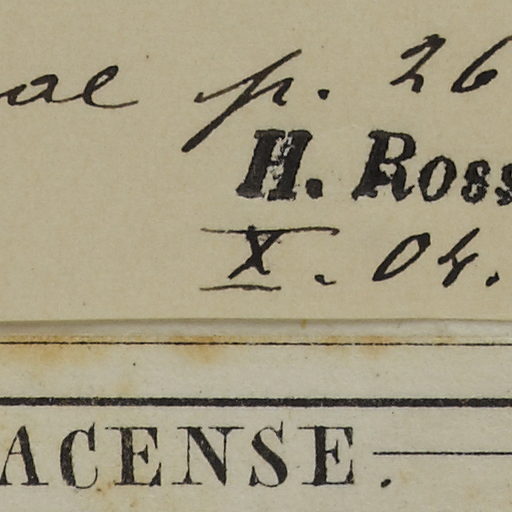 ae p. 26
H. Ross
X. 04.
ACENSE.